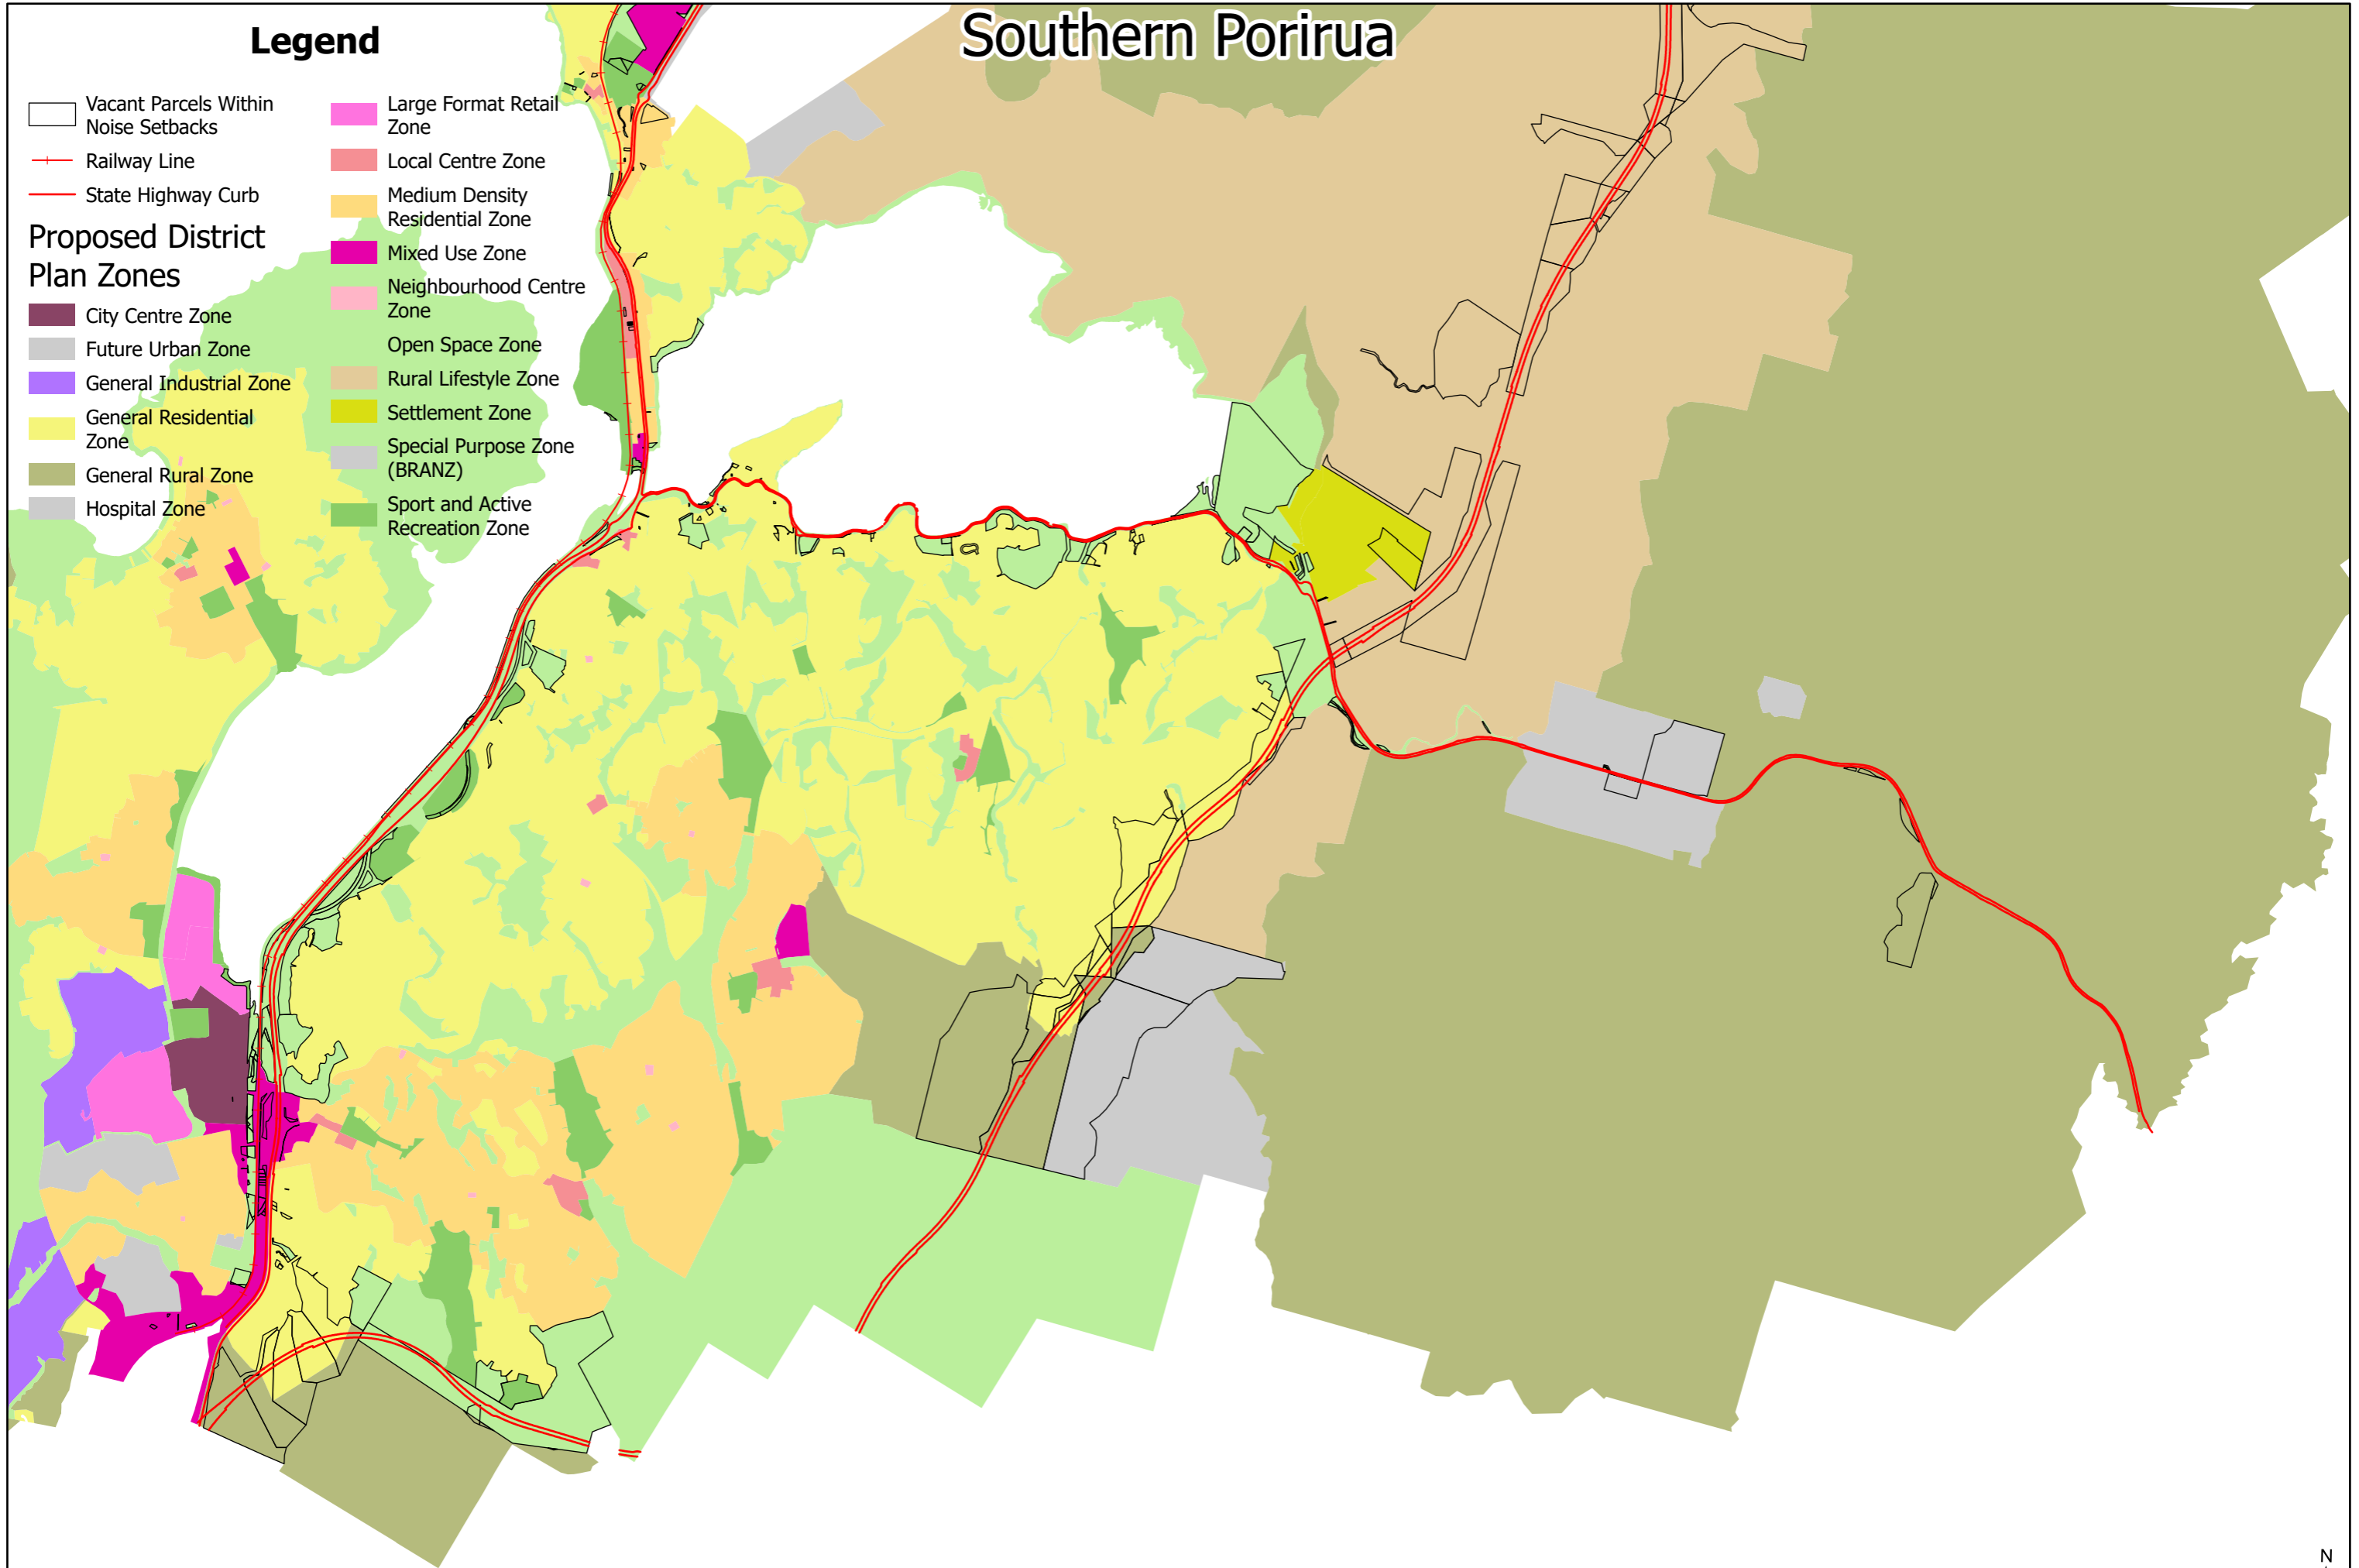 Southern Porirua
Legend
Vacant Parcels Within
Noise Setbacks
Railway Line
State Highway Curb
Proposed District
Plan Zones
City Centre Zone
Future Urban Zone
General Industrial Zone
General Residential
Zone
General Rural Zone
Hospital Zone
Large Format Retail
Zone
Local Centre Zone
Medium Density
Residential Zone
Mixed Use Zone
Neighbourhood Centre
Zone
Open Space Zone
Rural Lifestyle Zone
Settlement Zone
Special Purpose Zone
(BRANZ)
Sport and Active
Recreation Zone
N